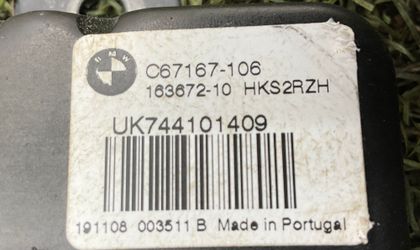 BMW
C67167-106
163672-10 HKS2RZH
UK744101409
191108 003511 B Made in Portugal